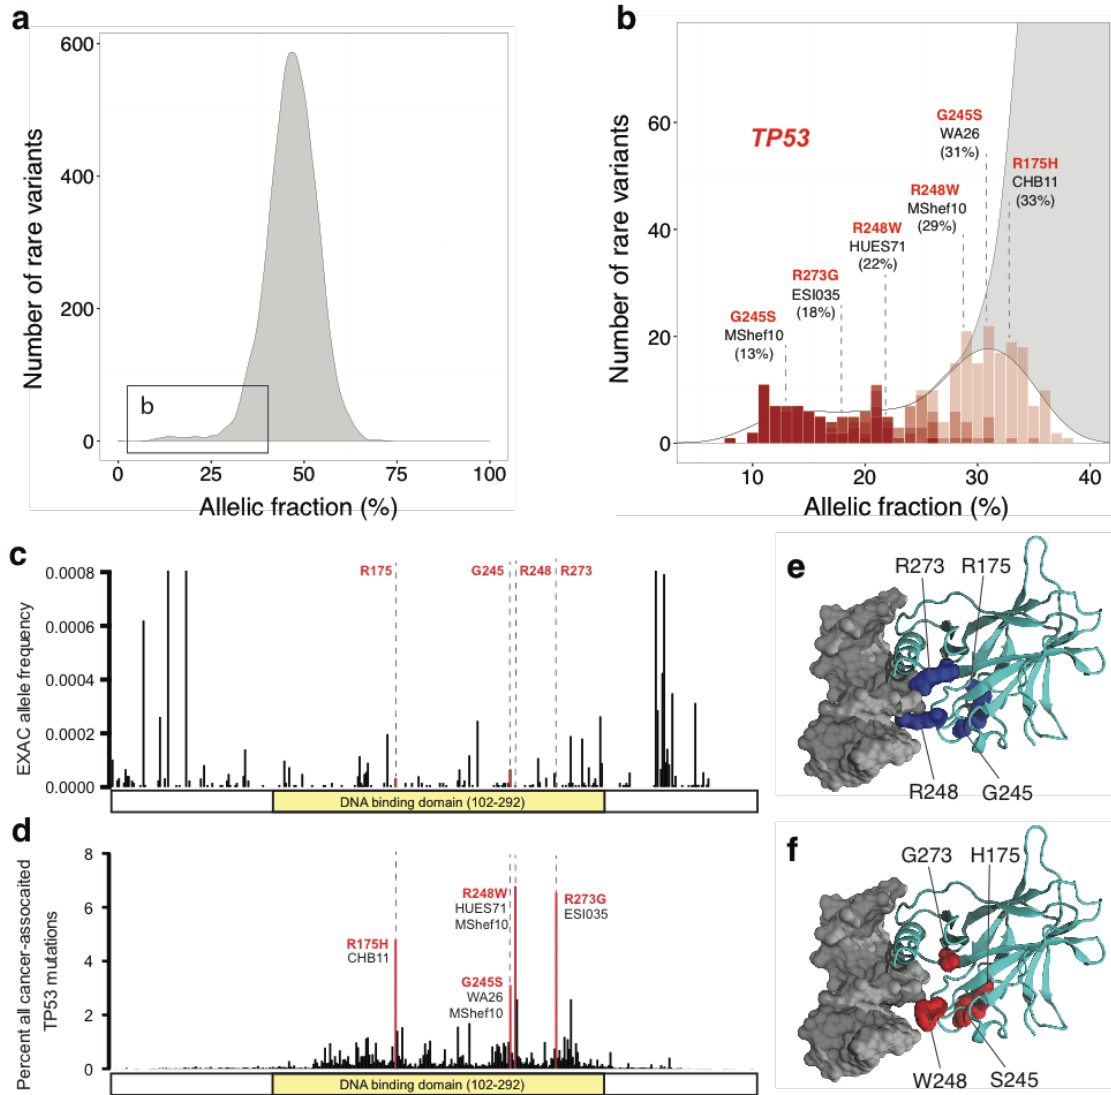 a
600
400
200
0
Number of rare variants
b
0
25
50
75
100
Allelic fraction (%)
b
60
40
20
0
Number of rare variants
TP53
G245S
WA26
(31%)
R175H
CHB11
(33%)
R248W
MShef10
(29%)
R248W
HUES71
(22%)
R273G
ESI035
(18%)
G245S
MShef10
(13%)
10
20
30
40
Allelic fraction (%)
c
EXAC allele frequency
0.0008
0.0006
0.0004
0.0002
0.0000
R175
G245
R248
R273
DNA binding domain (102-292)
d
Percent all cancer-assocaited
TP53 mutations
8
6
4
2
0
R175H
CHB11
R248W
HUES71
MShef10
G245S
WA26
MShef10
R273G
ESI035
DNA binding domain (102-292)
e
R273
R175
R248
G245
f
G273
H175
W248
S245